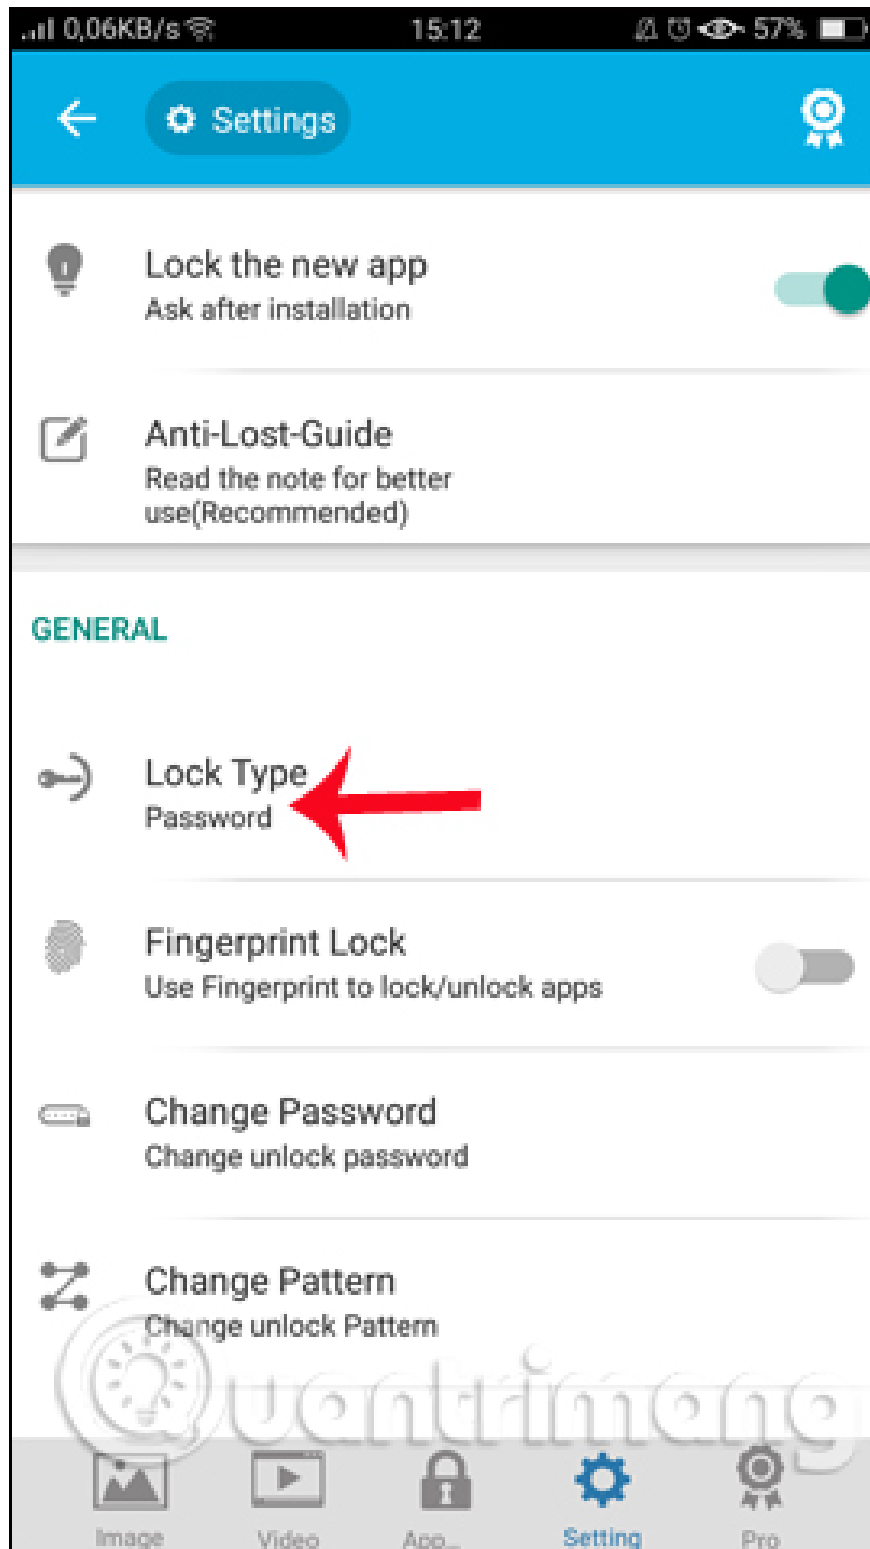 0,06KB/s
15:12
57%
Settings
Lock the new app
Ask after installation
Anti-Lost-Guide
Read the note for better
use(Recommended)
GENERAL
Lock Type
Password
Fingerprint Lock
Use Fingerprint to lock/unlock apps
Change Password
Change unlock password
Change Pattern
Change unlock Pattern
Quantrimang
Image
Video
App...
Setting
Pro